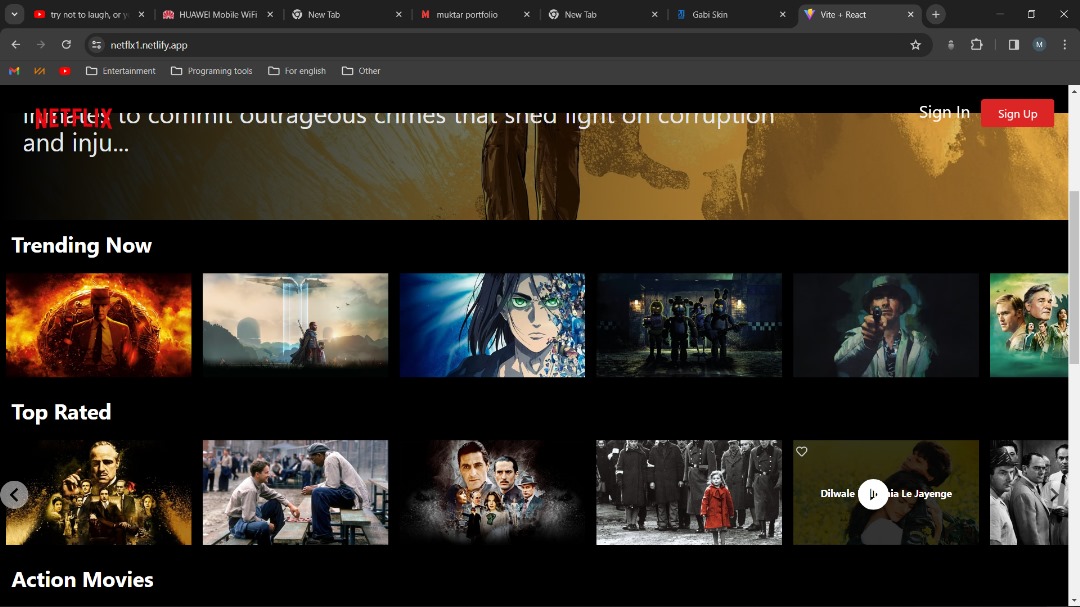 try not to laugh, or y
HUAWEI Mobile WiFi
New Tab
muktar portfolio
New Tab
Gabi Skin
Vite + React
netflx1.netlify.app
M
Entertainment
Programing tools
For english
Other
NETFLIX
inmates to commit outrageous crimes that shed light on corruption
and inju...
Sign In
Sign Up
Trending Now
Top Rated
Dilwale
ia Le Jayenge
Action Movies